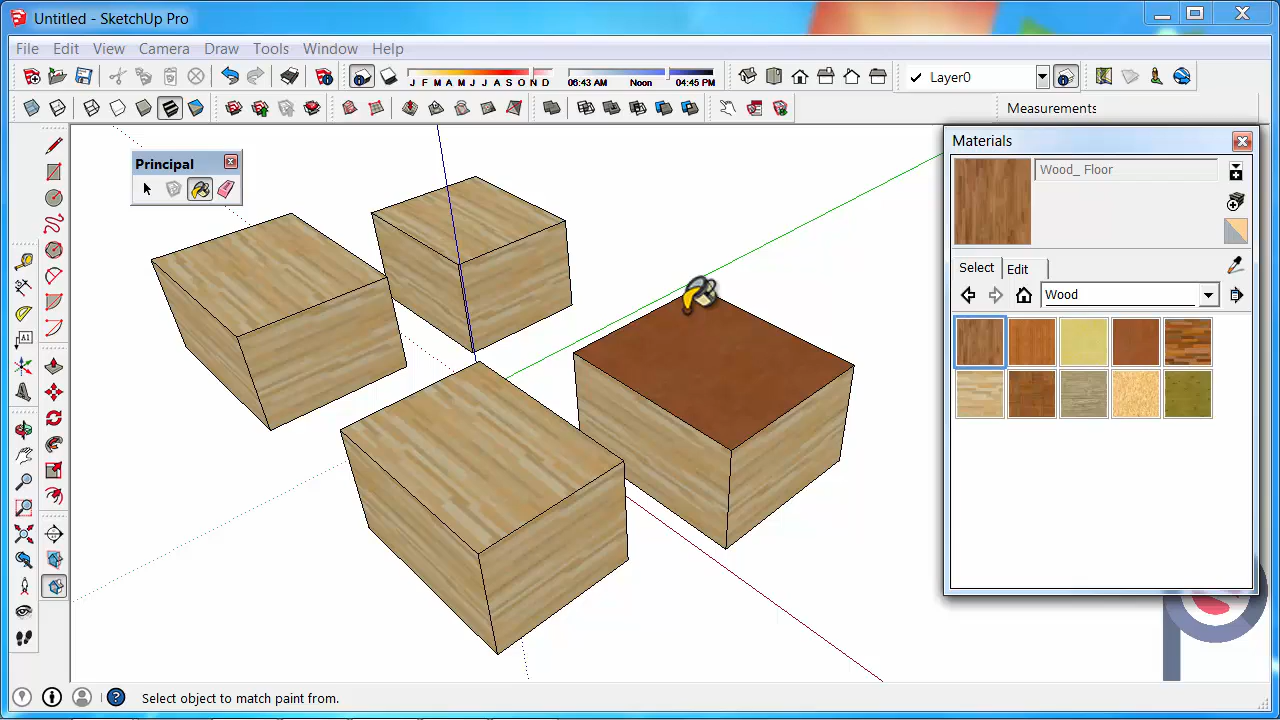 Untitled - SketchUp Pro
File Edit View Camera Draw Tools Window Help
J F M A M J J A S O N D
06:43 AM Noon 04:45 PM
Layer0
Measurements
Principal
Materials
Wood_ Floor
Select Edit
Wood
A1
Select object to match paint from.